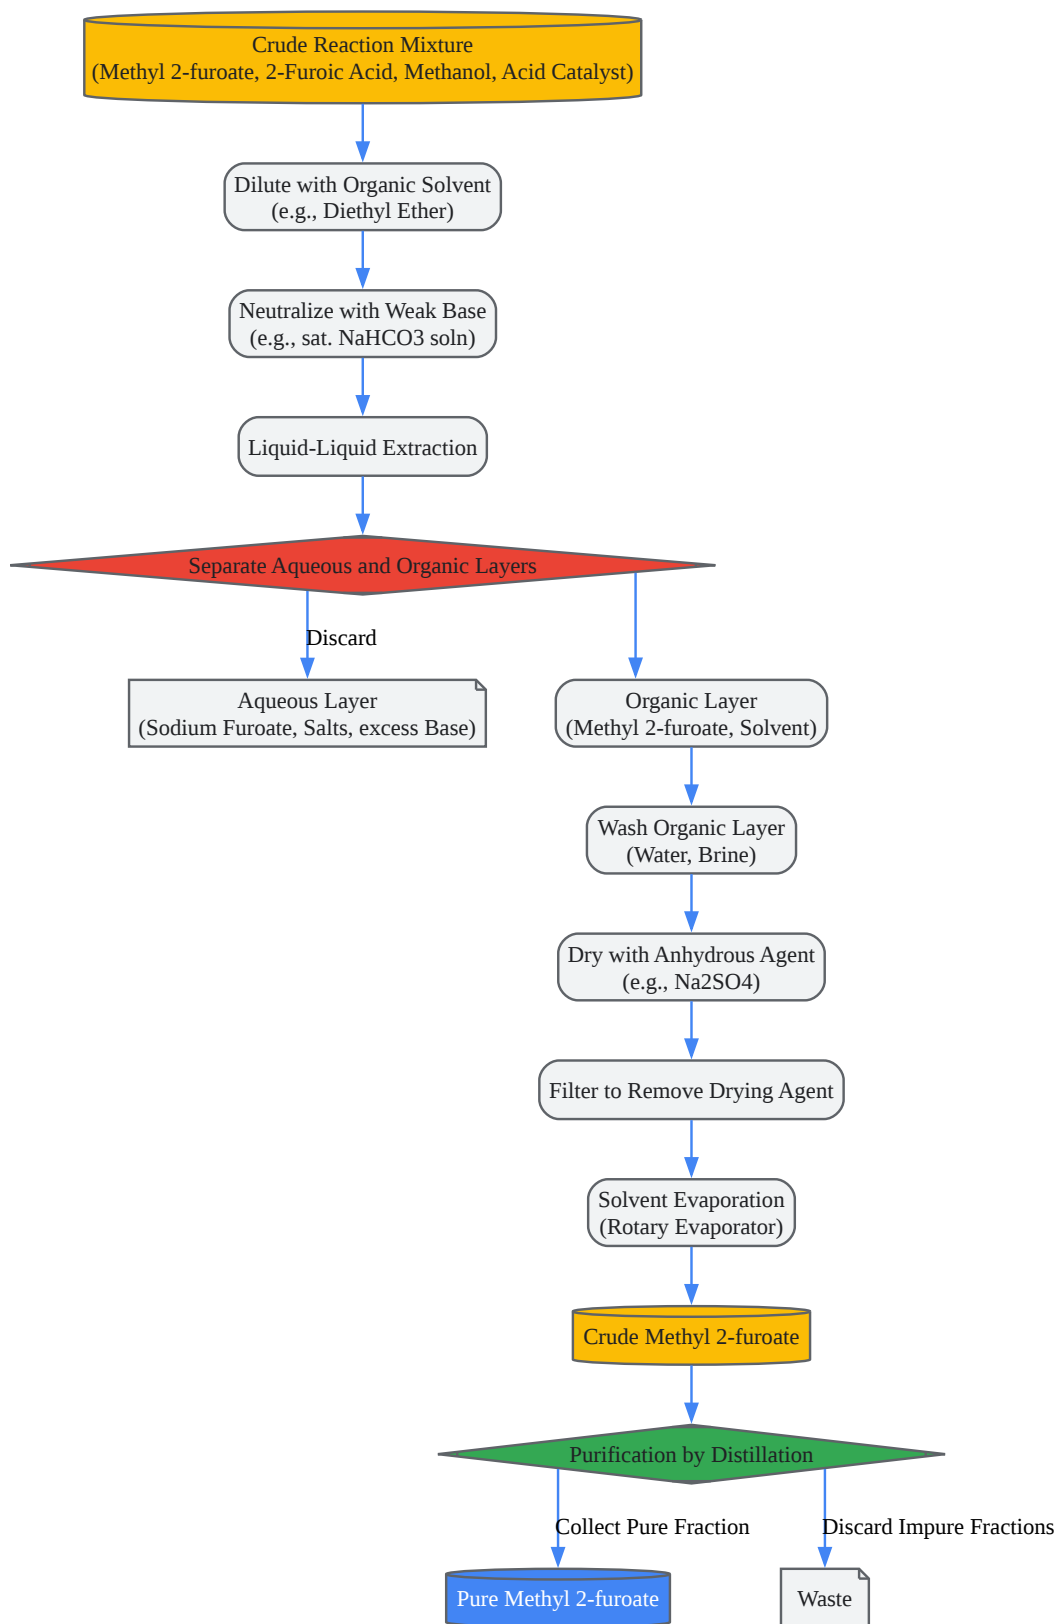 Crude Reaction Mixture
(Methyl 2-furoate, 2-Furoic Acid, Methanol, Acid Catalyst)
Dilute with Organic Solvent
(e.g., Diethyl Ether)
Neutralize with Weak Base
(e.g., sat. NaHCO3 soln)
Liquid-Liquid Extraction
Separate Aqueous and Organic Layers
Discard
Aqueous Layer
(Sodium Furoate, Salts, excess Base)
Organic Layer
(Methyl 2-furoate, Solvent)
Wash Organic Layer
(Water, Brine)
Dry with Anhydrous Agent
(e.g., Na2SO4)
Filter to Remove Drying Agent
Solvent Evaporation
(Rotary Evaporator)
Crude Methyl 2-furoate
Purification by Distillation
Collect Pure Fraction
Discard Impure Fractions
Pure Methyl 2-furoate
Waste